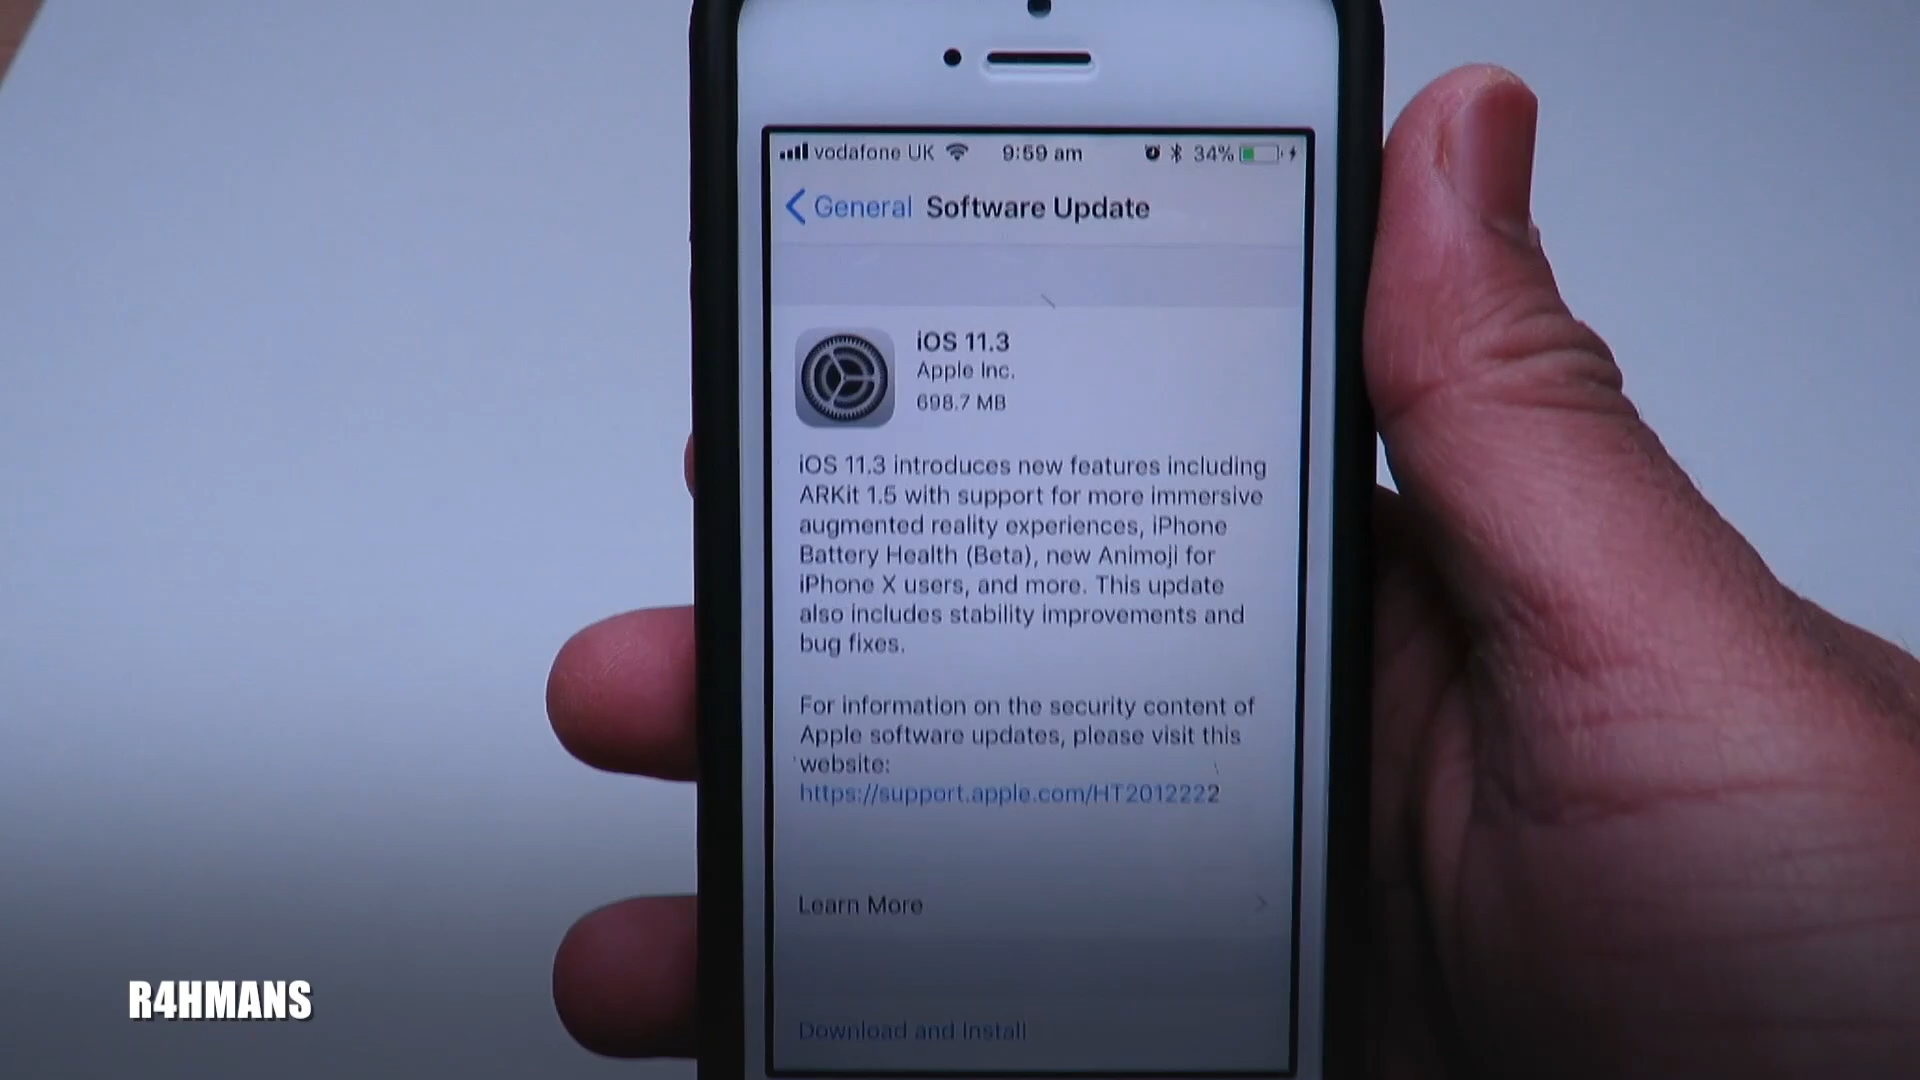 vodafone UK 9:59 am 34%
General Software Update
iOS 11.3
Apple Inc.
698.7 MB
iOS 11.3 introduces new features including
ARKit 1.5 with support for more immersive
augmented reality experiences, iPhone
Battery Health (Beta), new Animoji for
iPhone X users, and more. This update
also includes stability improvements and
bug fixes.
For information on the security content of
Apple software updates, please visit this
website:
https://support.apple.com/HT2012222
Learn More
Download and Install
R4HMANS